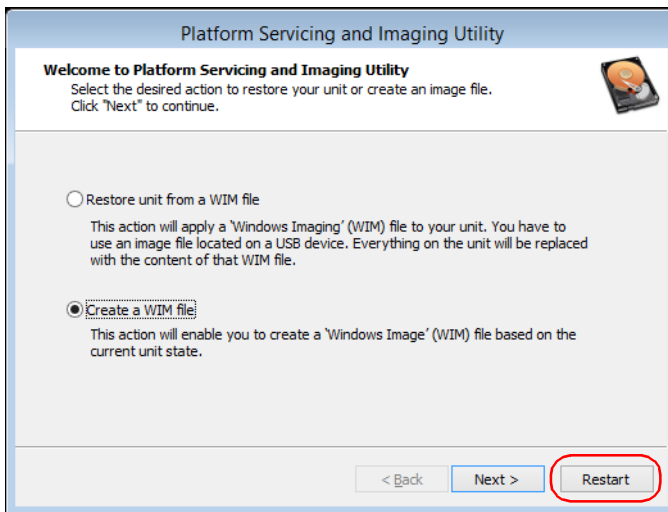 Platform Servicing and Imaging Utility
Welcome to Platform Servicing and Imaging Utility
Select the desired action to restore your unit or create an image file.
Click "Next" to continue.
Restore unit from a WIM file
This action will apply a 'Windows Imaging' (WIM) file to your unit. You have to
use an image file located on a USB device. Everything on the unit will be replaced
with the content of that WIM file.
Create a WIM file
This action will enable you to create a 'Windows Image' (WIM) file based on the
current unit state.
< Back Next > Restart